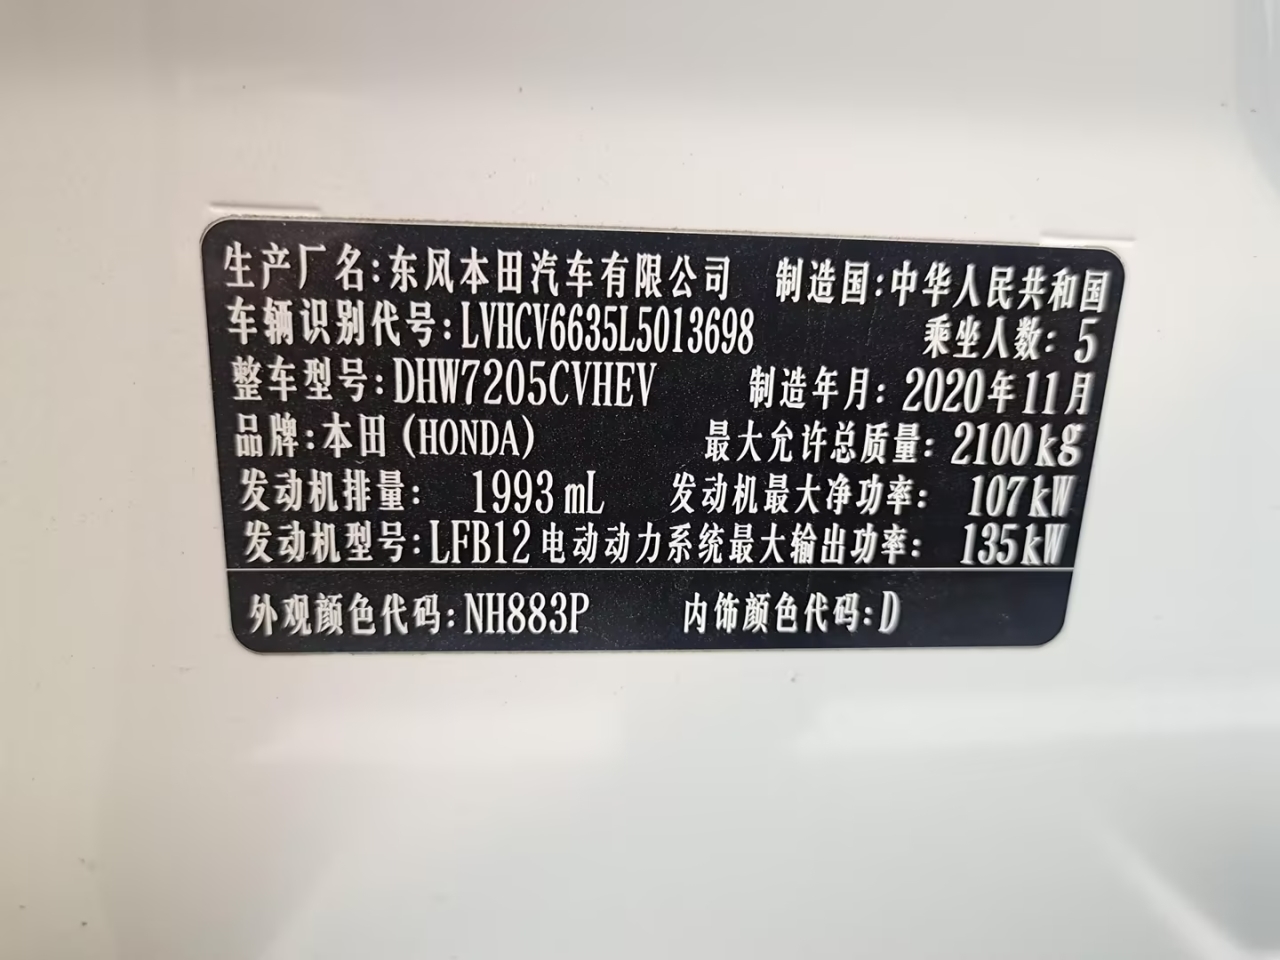 生产厂名:东风本田汽车有限公司 制造国:中华人民共和国
车辆识别代号:LVHCV6635L5013698 乘坐人数:5
整车型号:DHW7205CVHEV 制造年月:2020年11月
品牌:本田(HONDA) 最大允许总质量:2100kg
发动机排量: 1993mL 发动机最大净功率: 107kW
发动机型号:LFB12 电动动力系统最大输出功率: 135kW
外观颜色代码:NH883P 内饰颜色代码:D